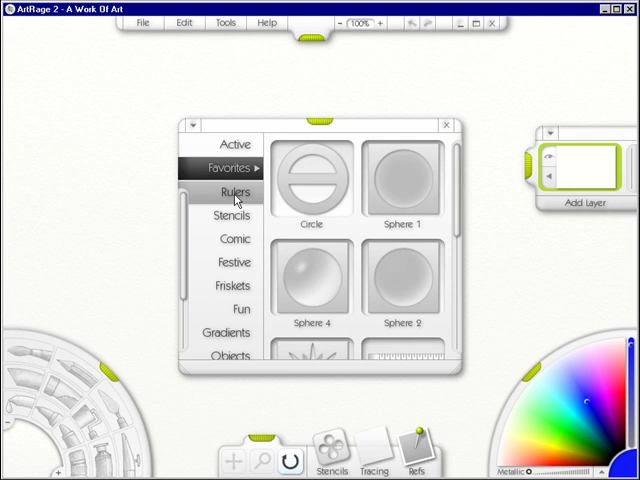 ArtRage 2 - A Work Of Art
File Edit Tools Help - 100% +
Active
Favorites
Rulers
Stencils
Comic
Festive
Friskets
Fun
Gradients
Objects
Circle Sphere 1
Sphere 4 Sphere 2
Add Layer
Stencils Tracing Refs
Metallic